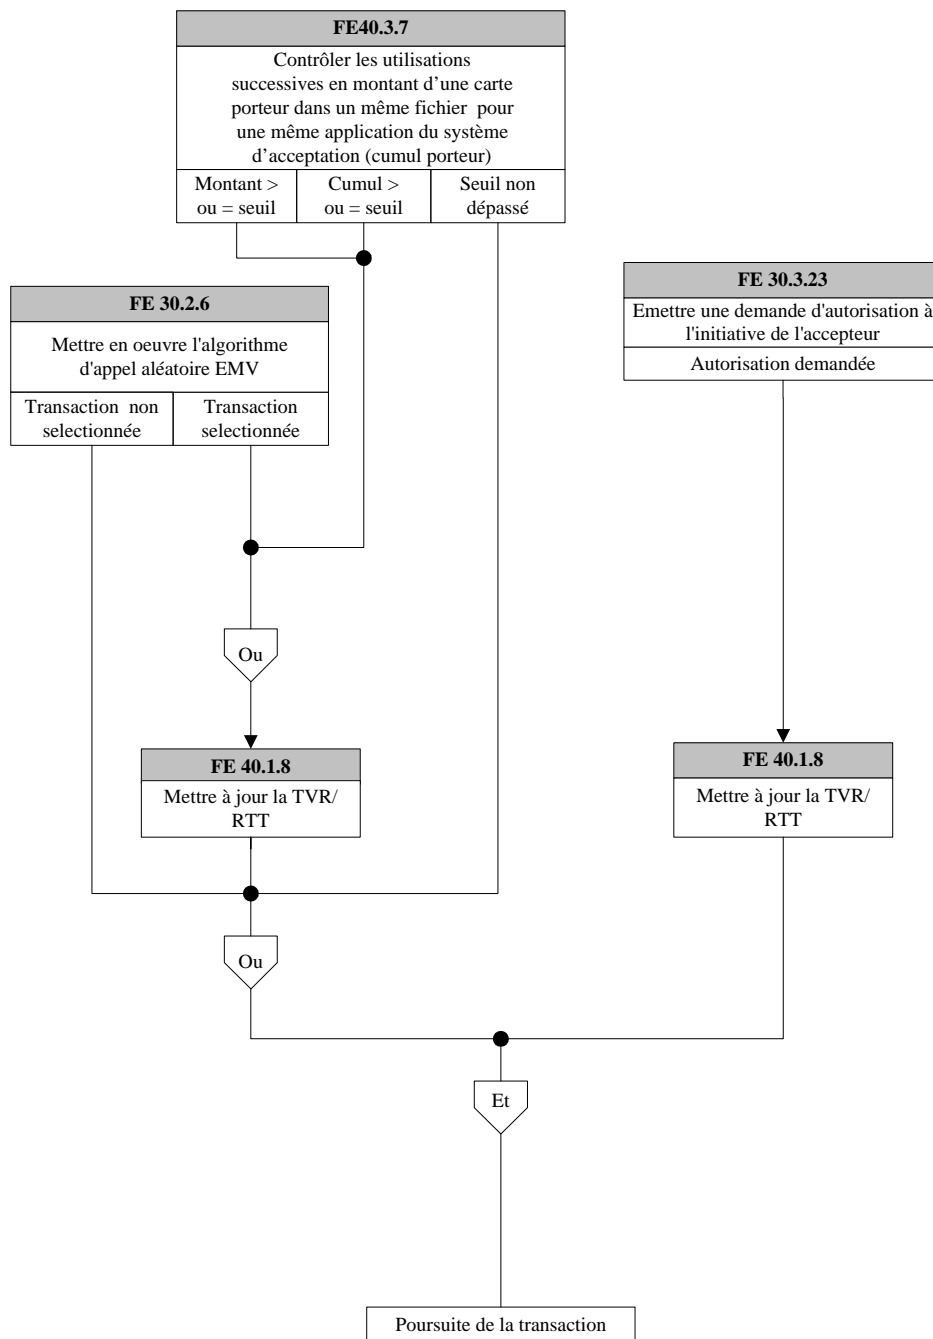 FE40.3.7
Contrôler les utilisations
successives en montant d’une carte
porteur dans un même fichier pour
une même application du système
d’acceptation (cumul porteur)
Montant >
ou = seuil
Cumul >
ou = seuil
Seuil non
dépassé
FE 30.2.6
Mettre en oeuvre l'algorithme
d'appel aléatoire EMV
Transaction non
selectionnée
Transaction
selectionnée
FE 30.3.23
Emettre une demande d'autorisation à
l'initiative de l'accepteur
Autorisation demandée
Ou
FE 40.1.8
Mettre à jour la TVR/
RTT
FE 40.1.8
Mettre à jour la TVR/
RTT
Ou
Et
Poursuite de la transaction